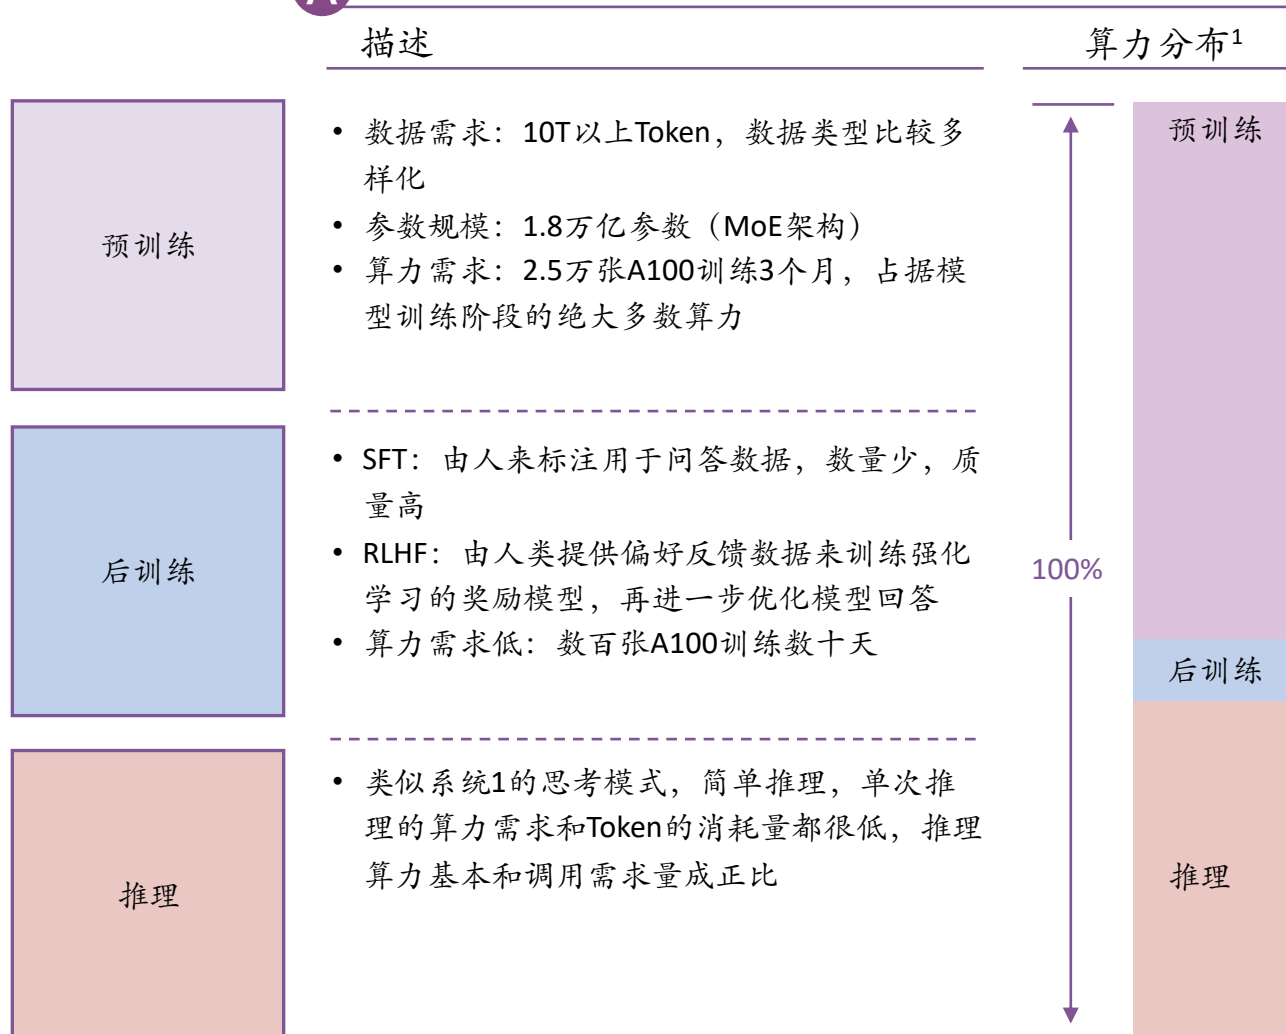 A
描述
算力分布1
预训练
• 数据需求：10T以上Token，数据类型比较多
样化
• 参数规模：1.8万亿参数（MoE架构）
• 算力需求：2.5万张A100训练3个月，占据模
型训练阶段的绝大多数算力
后训练
• SFT：由人来标注用于问答数据，数量少，质
量高
• RLHF：由人类提供偏好反馈数据来训练强化
学习的奖励模型，再进一步优化模型回答
• 算力需求低：数百张A100训练数十天
推理
• 类似系统1的思考模式，简单推理，单次推
理的算力需求和Token的消耗量都很低，推理
算力基本和调用需求量成正比
100%
预训练
后训练
推理